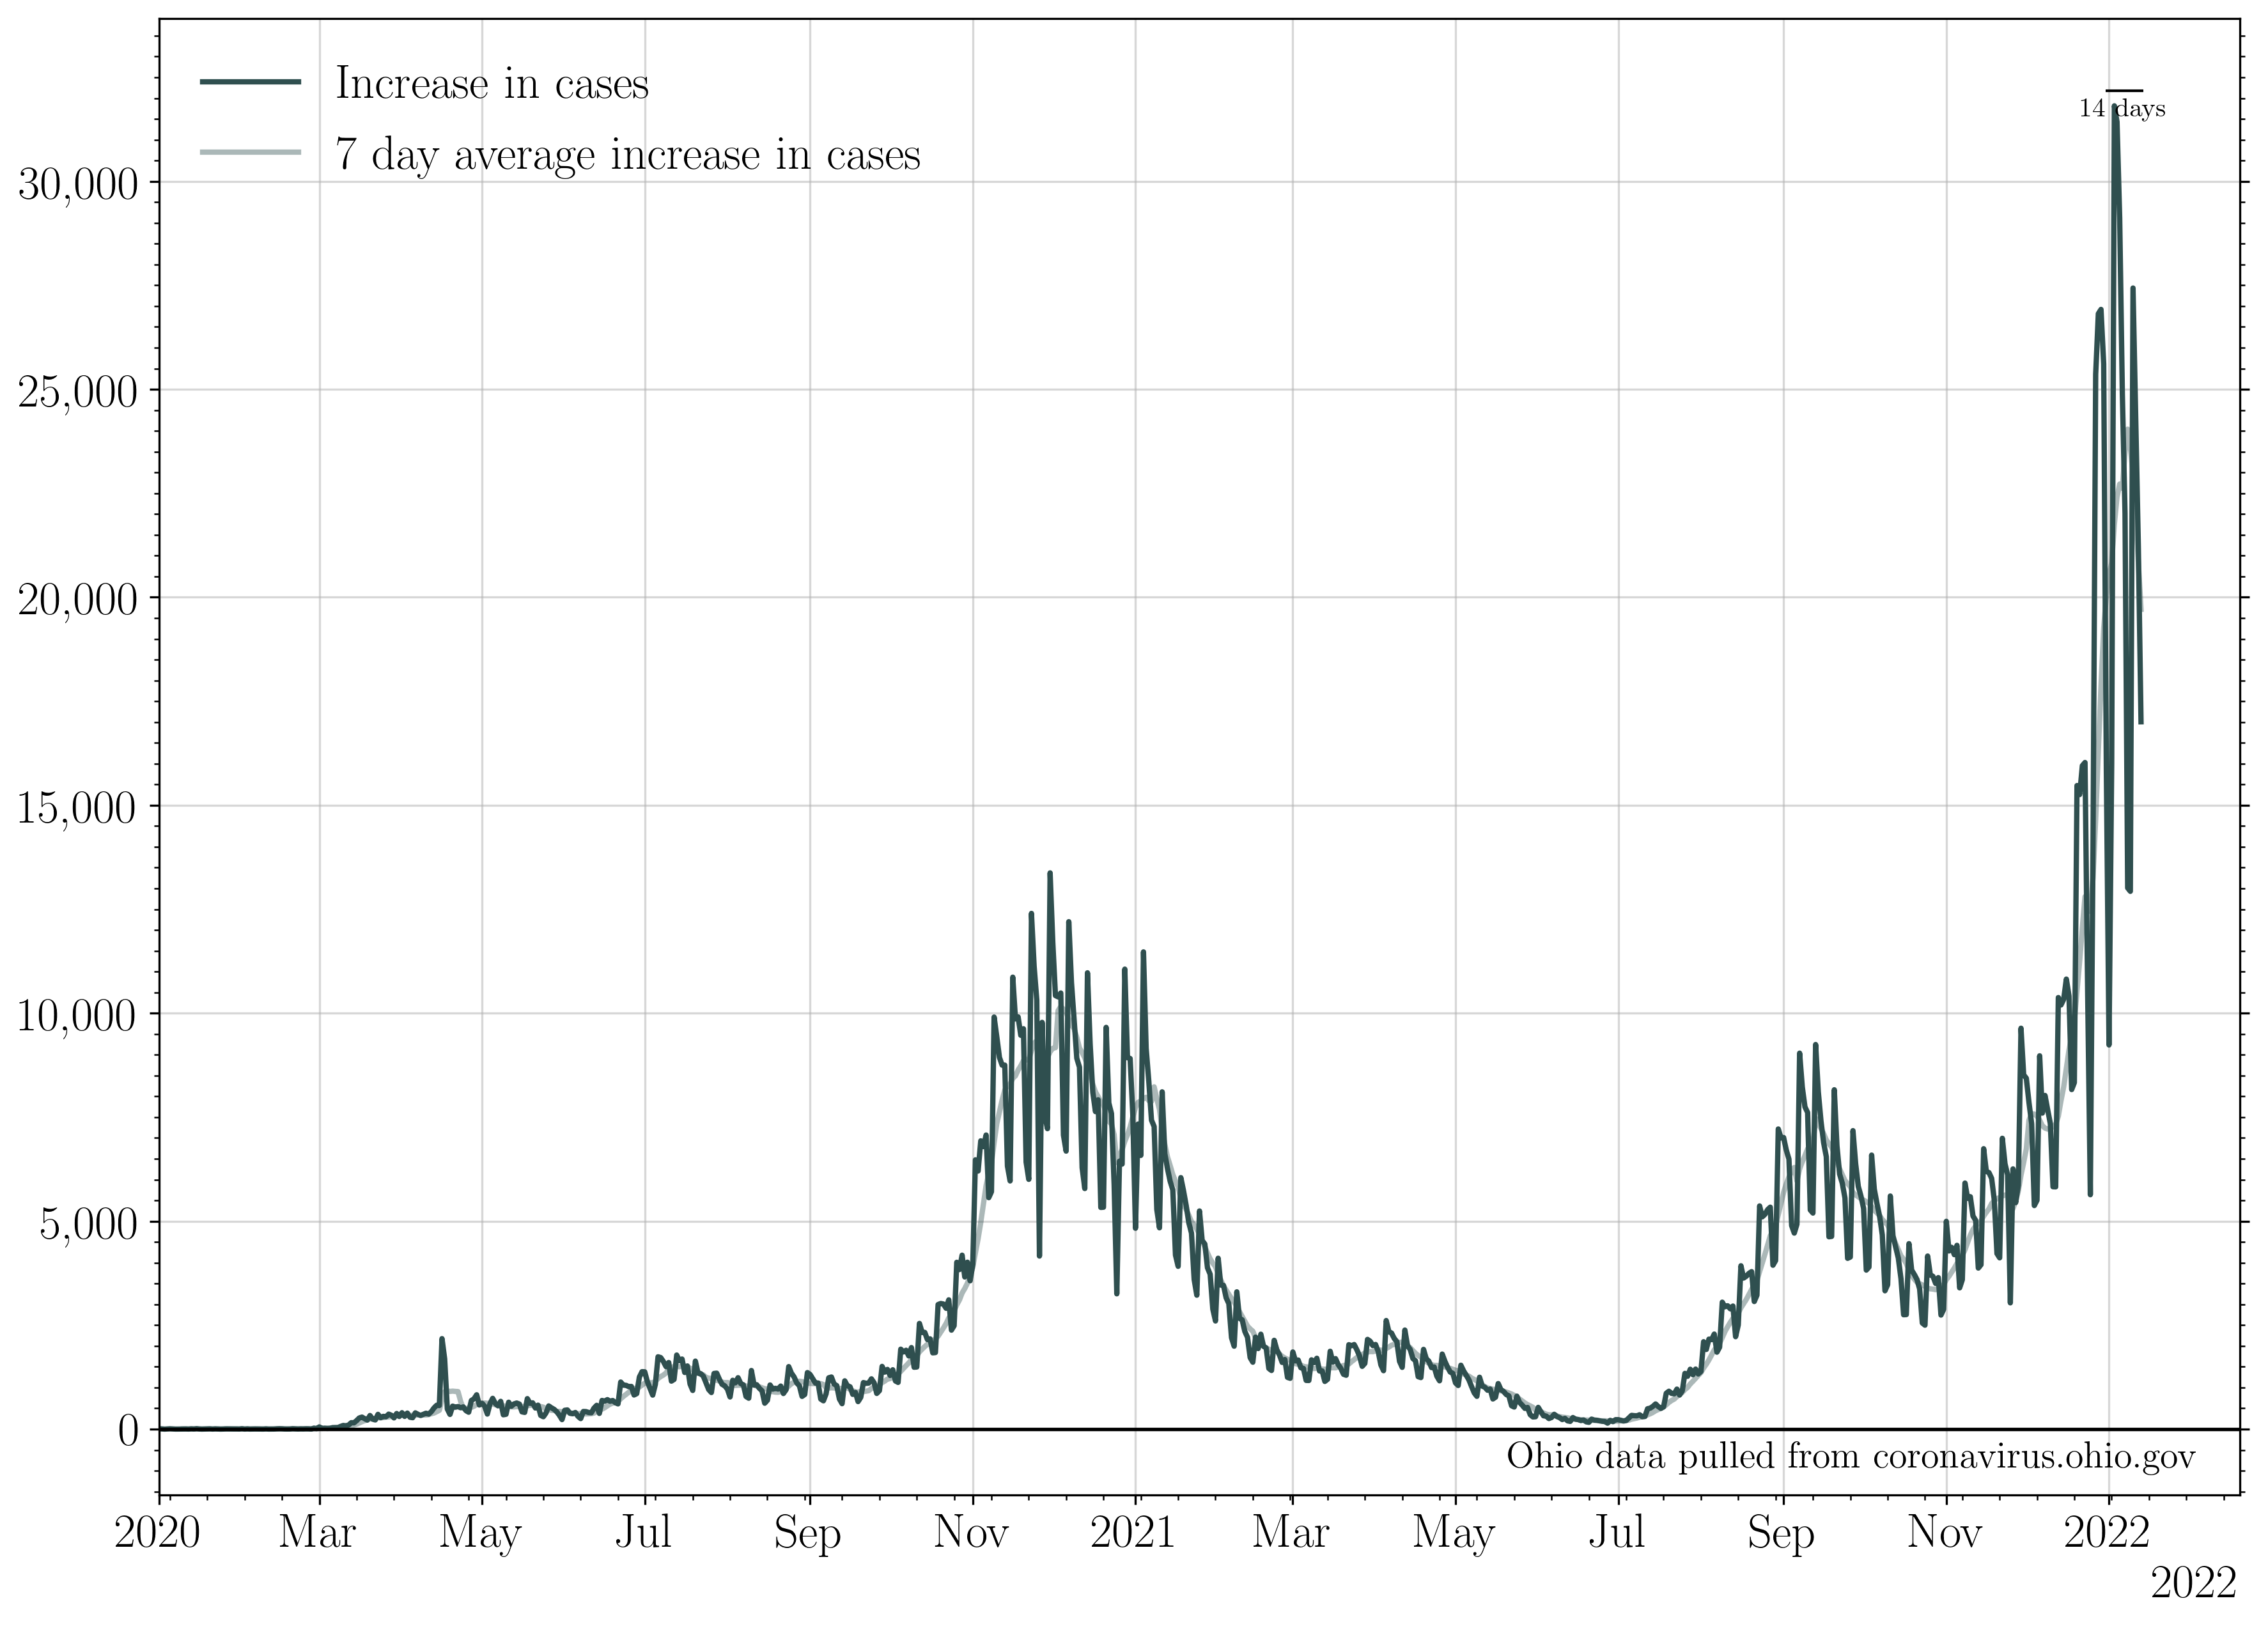 Increase in cases
7 day average increase in cases
14 days
30,000
25,000
20,000
15,000
10,000
5,000
0
Ohio data pulled from coronavirus.ohio.gov
2020 Mar May Jul Sep Nov 2021 Mar May Jul Sep Nov 2022
2022